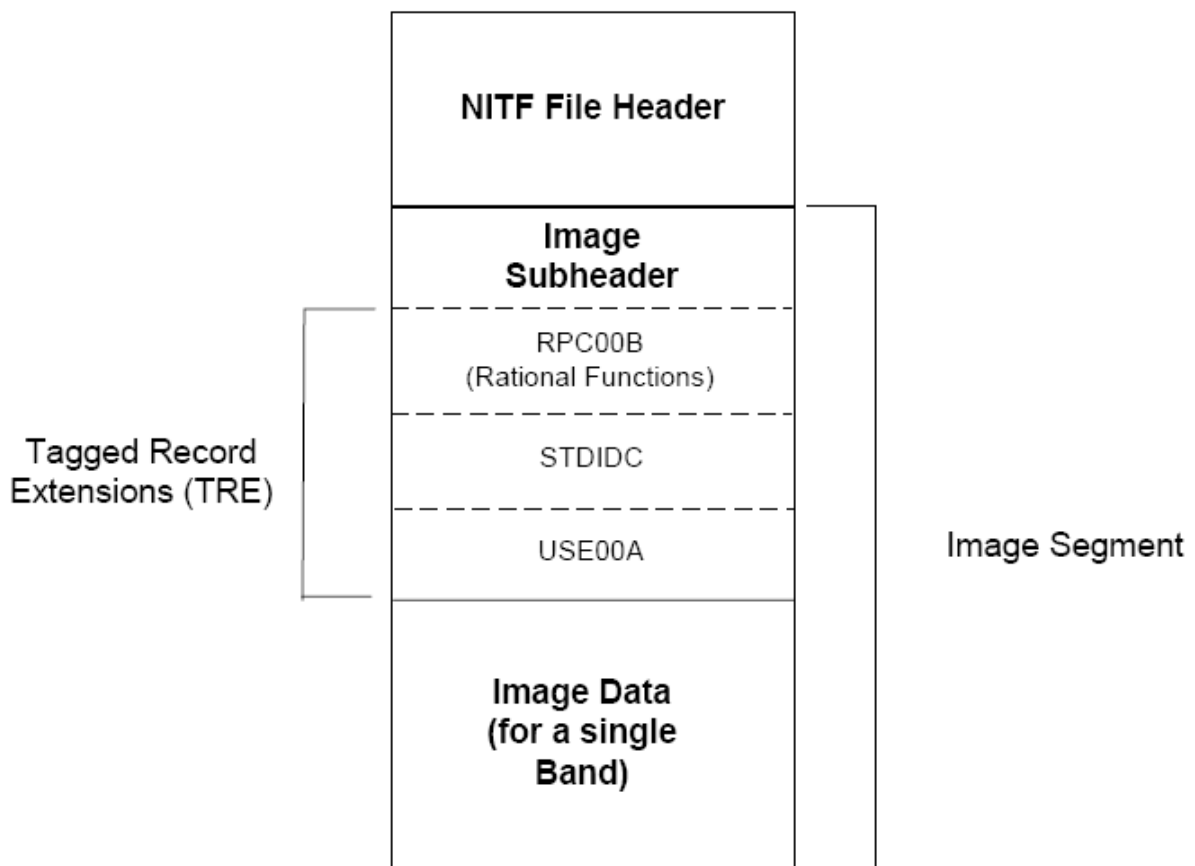 NITF File Header
Image
Subheader
RPC00B
(Rational Functions)
STDIDC
USE00A
Tagged Record
Extensions (TRE)
Image Segment
Image Data
(for a single
Band)